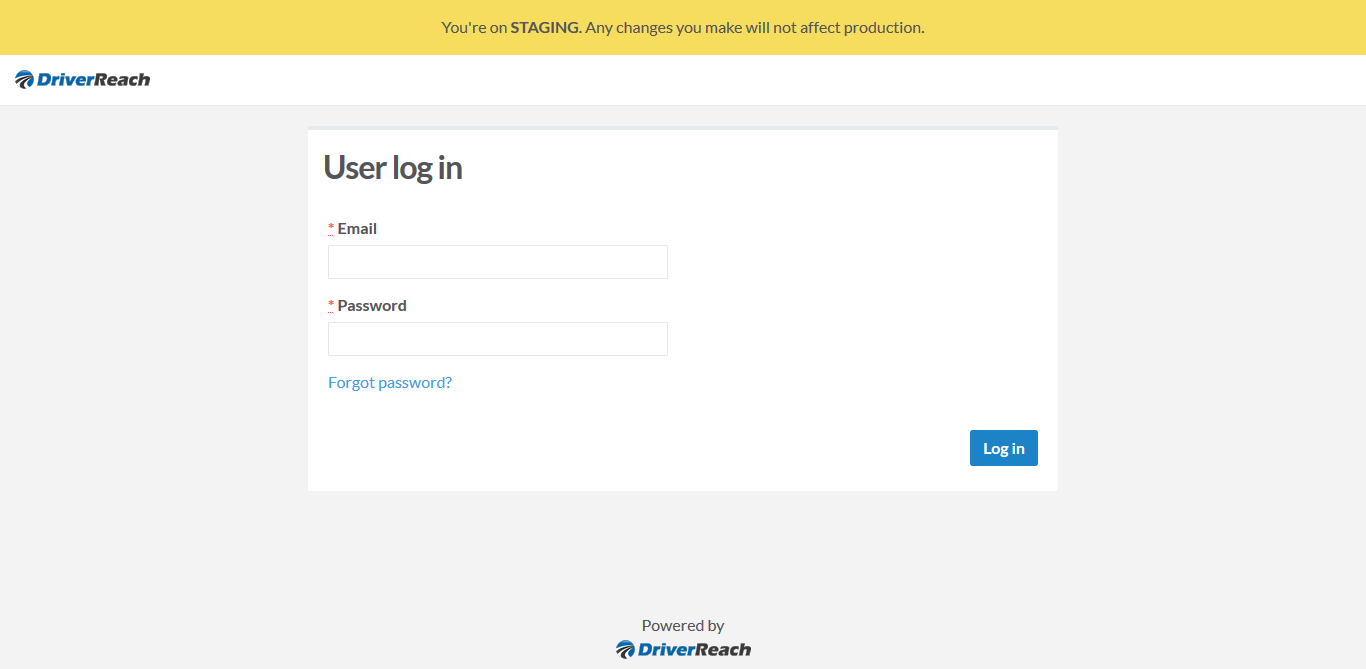 You're on STAGING. Any changes you make will not affect production.
DriverReach
User log in
* Email
* Password
Forgot password?
Log in
Powered by
DriverReach